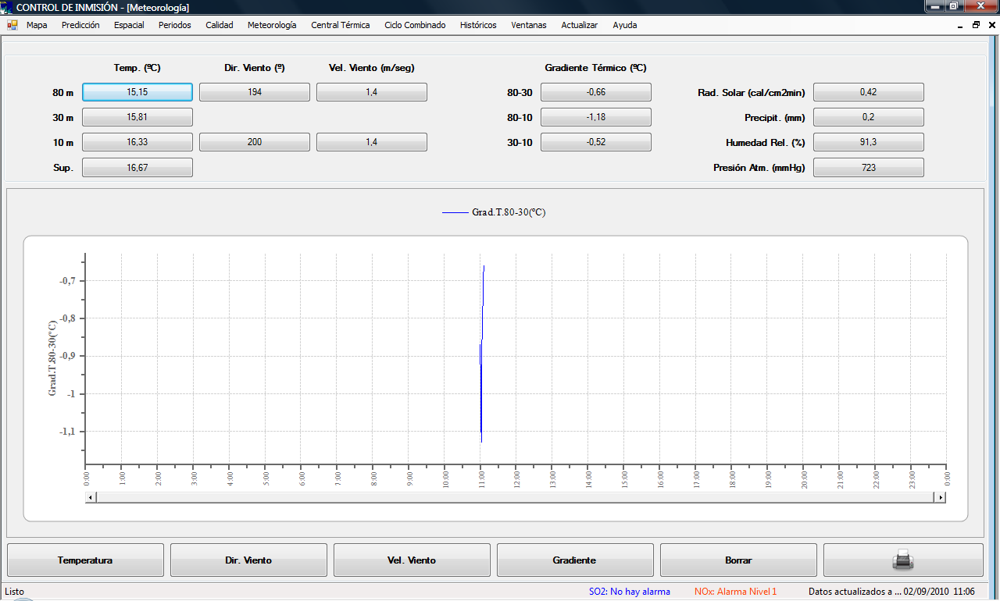 CONTROL DE INMISIÓN - [Meteorología]
Mapa Predicción Espacial Periodos Calidad Meteorología Central Térmica Ciclo Combinado Históricos Ventanas Actualizar Ayuda
Temp. (ºC) Dir. Viento (º) Vel. Viento (m/seg) Gradiente Térmico (ºC)
80 m 15,15 194 1,4 80-30 -0,66 Rad. Solar (cal/cm2min) 0,42
30 m 15,81 80-10 -1,18 Precipit. (mm) 0,2
10 m 16,33 200 1,4 30-10 -0,52 Humedad Rel. (%) 91,3
Sup. 16,67 Presión Atm. (mmHg) 723
Grad.T.80-30(ºC)
Grad.T.80-30(ºC)
-0,7
-0,8
-0,9
-1
-1,1
0:00 1:00 2:00 3:00 4:00 5:00 6:00 7:00 8:00 9:00 10:00 11:00 12:00 13:00 14:00 15:00 16:00 17:00 18:00 19:00 20:00 21:00 22:00 23:00 0:00
Temperatura Dir. Viento Vel. Viento Gradiente Borrar
Listo SO2: No hay alarma NOx: Alarma Nivel 1 Datos actualizados a ... 02/09/2010 11:06